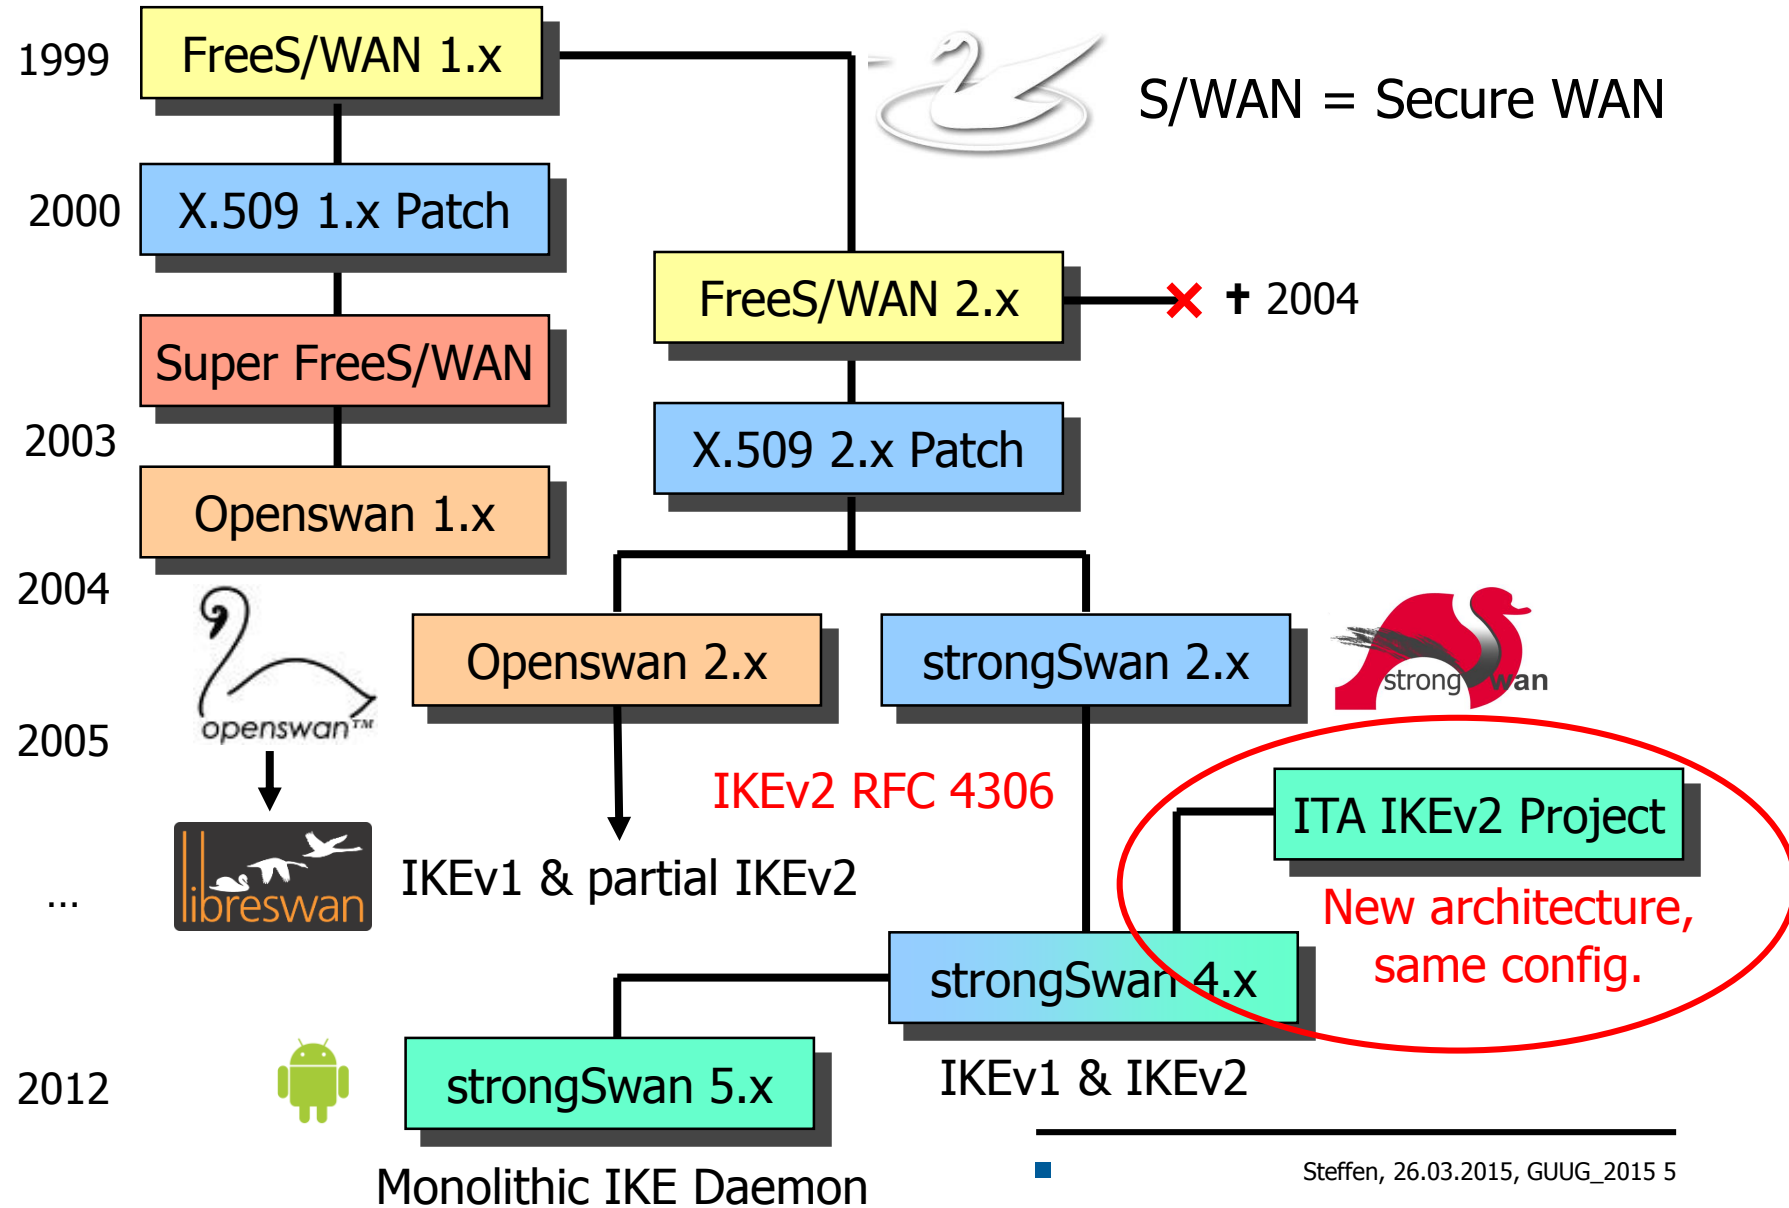 1999
FreeS/WAN 1.x
S/WAN = Secure WAN
2000
X.509 1.x Patch
FreeS/WAN 2.x
✝ 2004
Super FreeS/WAN
2003
X.509 2.x Patch
Openswan 1.x
2004
openswan™
Openswan 2.x
strongSwan 2.x
strongSwan
2005
IKEv2 RFC 4306
ITA IKEv2 Project
New architecture,
same config.
...
libreswan
IKEv1 & partial IKEv2
strongSwan 4.x
IKEv1 & IKEv2
2012
strongSwan 5.x
Monolithic IKE Daemon
Steffen, 26.03.2015, GUUG_2015 5